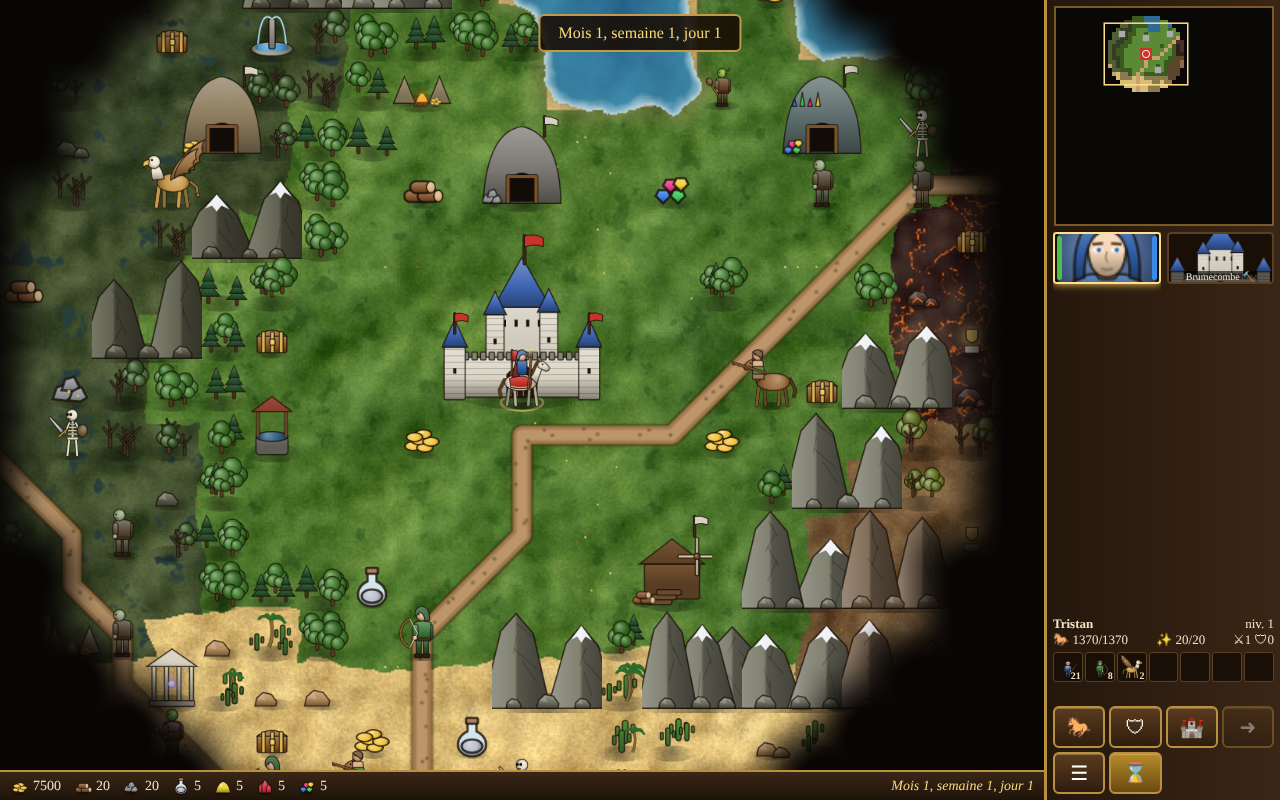 Mois 1, semaine 1, jour 1
Brumecombe
Tristan niv. 1
1370/1370 20/20 1 0
21 8 2
7500 20 20 5 5 5 5 Mois 1, semaine 1, jour 1